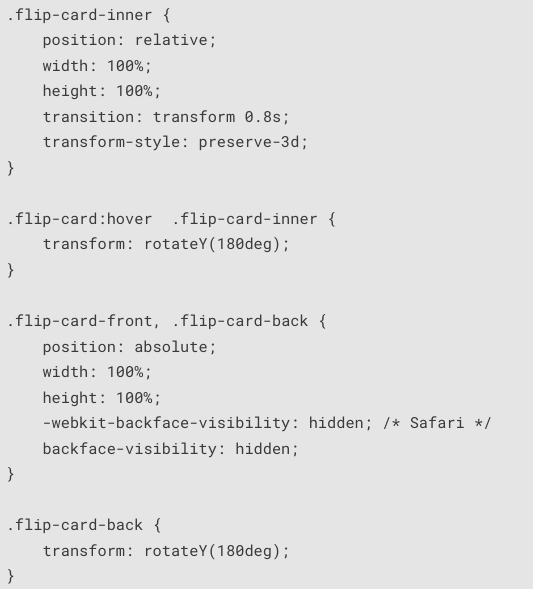 .flip-card-inner {
    position: relative;
    width: 100%;
    height: 100%;
    transition: transform 0.8s;
    transform-style: preserve-3d;
}

.flip-card:hover  .flip-card-inner {
    transform: rotateY(180deg);
}

.flip-card-front, .flip-card-back {
    position: absolute;
    width: 100%;
    height: 100%;
    -webkit-backface-visibility: hidden; /* Safari */
    backface-visibility: hidden;
}

.flip-card-back {
    transform: rotateY(180deg);
}